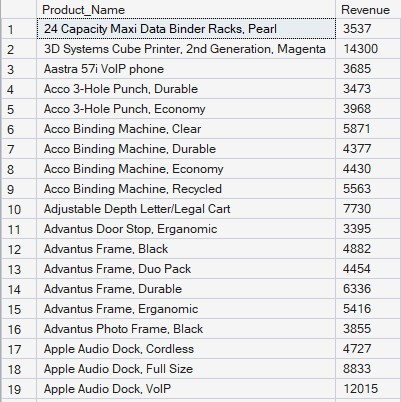 Product_Name Revenue
1 24 Capacity Maxi Data Binder Racks, Pearl 3537
2 3D Systems Cube Printer, 2nd Generation, Magenta 14300
3 Aastra 57i VoIP phone 3685
4 Acco 3-Hole Punch, Durable 3473
5 Acco 3-Hole Punch, Economy 3968
6 Acco Binding Machine, Clear 5871
7 Acco Binding Machine, Durable 4377
8 Acco Binding Machine, Economy 4430
9 Acco Binding Machine, Recycled 5563
10 Adjustable Depth Letter/Legal Cart 7730
11 Advantus Door Stop, Erganomic 3395
12 Advantus Frame, Black 4882
13 Advantus Frame, Duo Pack 4454
14 Advantus Frame, Durable 6336
15 Advantus Frame, Erganomic 5416
16 Advantus Photo Frame, Black 3855
17 Apple Audio Dock, Cordless 4727
18 Apple Audio Dock, Full Size 8833
19 Apple Audio Dock, VoIP 12015